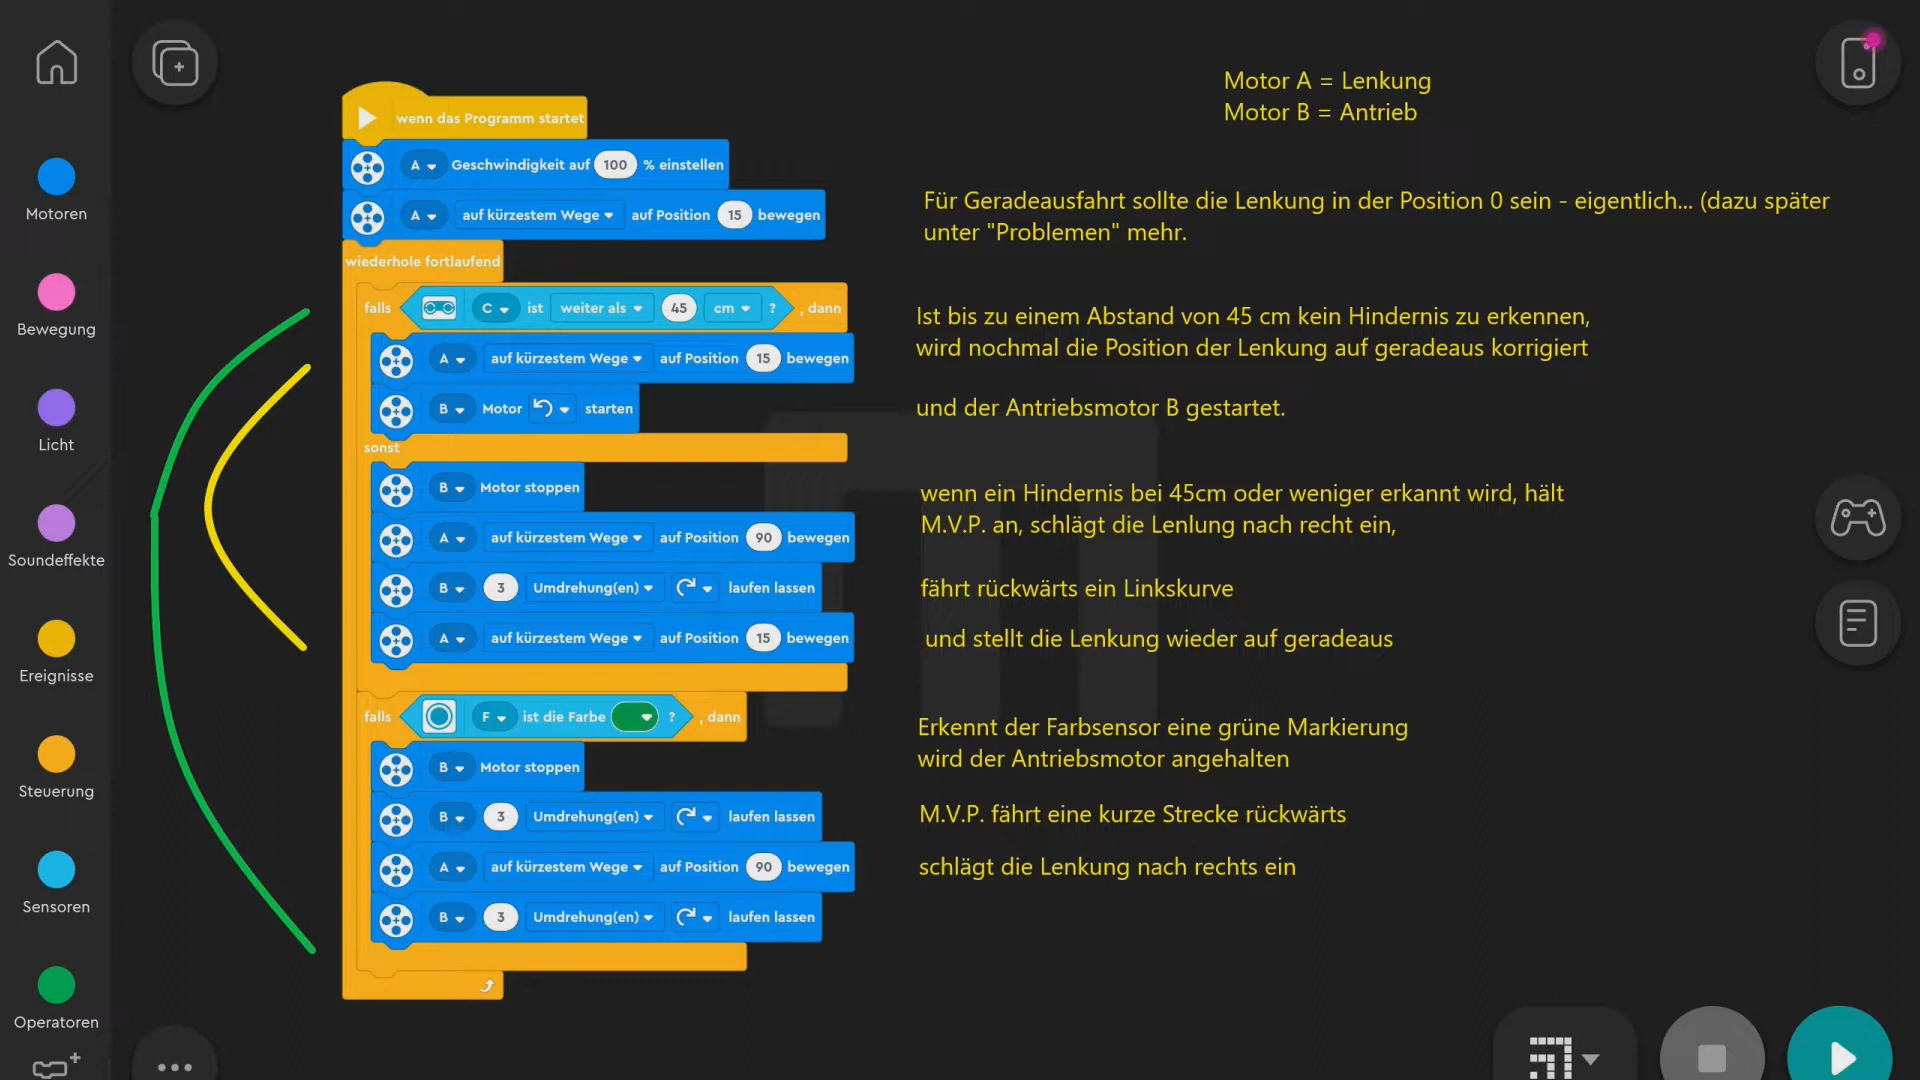 Motoren
Bewegung
Licht
Soundeffekte
Ereignisse
Steuerung
Sensoren
Operatoren
wenn das Programm startet
A Geschwindigkeit auf 100 % einstellen
A auf kürzestem Wege auf Position 15 bewegen
wiederhole fortlaufend
falls C ist weiter als 45 cm ? , dann
A auf kürzestem Wege auf Position 15 bewegen
B Motor starten
sonst
B Motor stoppen
A auf kürzestem Wege auf Position 90 bewegen
B 3 Umdrehung(en) laufen lassen
A auf kürzestem Wege auf Position 15 bewegen
falls F ist die Farbe ? , dann
B Motor stoppen
B 3 Umdrehung(en) laufen lassen
A auf kürzestem Wege auf Position 90 bewegen
B 3 Umdrehung(en) laufen lassen
Motor A = Lenkung
Motor B = Antrieb
Für Geradeausfahrt sollte die Lenkung in der Position 0 sein - eigentlich... (dazu später
unter "Problemen" mehr.
Ist bis zu einem Abstand von 45 cm kein Hindernis zu erkennen,
wird nochmal die Position der Lenkung auf geradeaus korrigiert
und der Antriebsmotor B gestartet.
wenn ein Hindernis bei 45cm oder weniger erkannt wird, hält
M.V.P. an, schlägt die Lenlung nach recht ein,
fährt rückwärts ein Linkskurve
und stellt die Lenkung wieder auf geradeaus
Erkennt der Farbsensor eine grüne Markierung
wird der Antriebsmotor angehalten
M.V.P. fährt eine kurze Strecke rückwärts
schlägt die Lenkung nach rechts ein